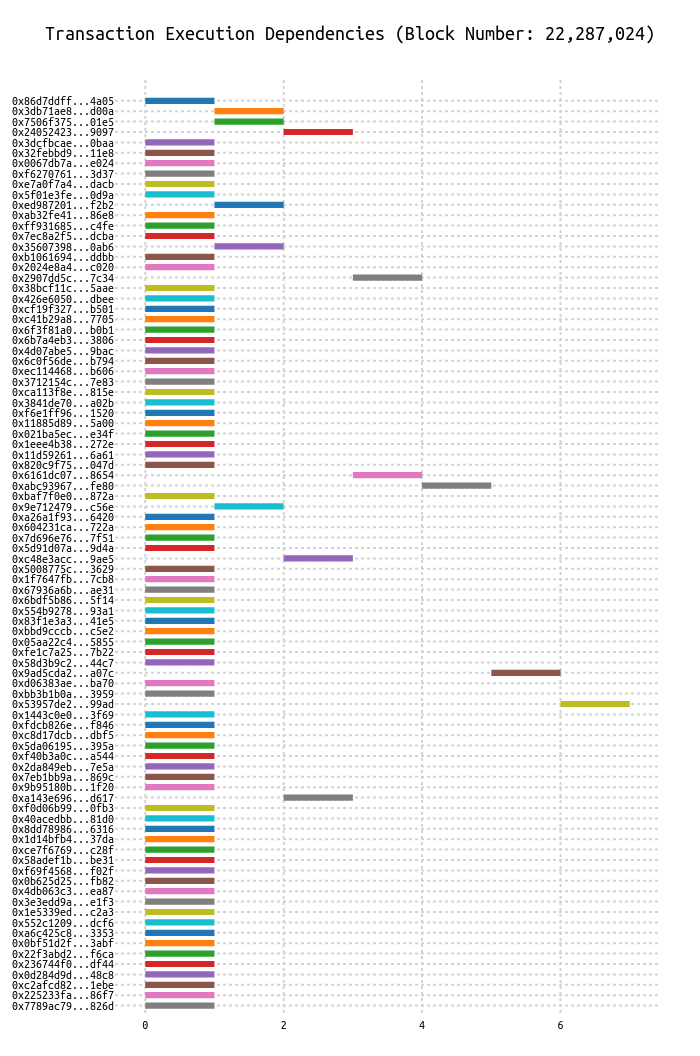 Transaction Execution Dependencies (Block Number: 22,287,024)
0x86d7ddff...4a05
0x3db71ae8...d00a
0x7506f375...01e5
0x24052423...9097
0x3dcfbcae...0baa
0x32febbd9...11e8
0x0067db7a...e024
0xf6270761...3d37
0xe7a0f7a4...dacb
0x5f01e3fe...0d9a
0xed987201...f2b2
0xab32fe41...86e8
0xff931685...c4fe
0x7ec8a2f5...dcba
0x35607398...0ab6
0xb1061694...ddbb
0x2024e8a4...c020
0x2907dd5c...7c34
0x38bcf11c...5aae
0x426e6050...dbee
0xcf19f327...b501
0xc41b29a8...7705
0x6f3f81a0...b0b1
0x6b7a4eb3...3806
0x4d07abe5...9bac
0x6c0f56de...b794
0xec114468...b606
0x3712154c...7e83
0xca113f8e...815e
0x3841de70...a02b
0xf6e1ff96...1520
0x11885d89...5a00
0x021ba5ec...e34f
0x1eee4b38...272e
0x11d59261...6a61
0x820c9f75...047d
0x6161dc07...8654
0xabc93967...fe80
0xbaf7f0e0...872a
0x9e712479...c56e
0xa26a1f93...6420
0x604231ca...722a
0x7d696e76...7f51
0x5d91d07a...9d4a
0xc48e3acc...9ae5
0x5008775c...3629
0x1f7647fb...7cb8
0x67936a6b...ae31
0x6bdf5b86...5f14
0x554b9278...93a1
0x83f1e3a3...41e5
0xbbd9cccb...c5e2
0x05aa22c4...5855
0xfe1c7a25...7b22
0x58d3b9c2...44c7
0x9ad5cda2...a07c
0xd06383ae...ba70
0xbb3b1b0a...3959
0x53957de2...99ad
0x1443c0e0...3f69
0xfdcb826e...f846
0xc8d17dcb...dbf5
0x5da06195...395a
0xf40b3a0c...a544
0x2da849eb...7e5a
0x7eb1bb9a...869c
0x9b95180b...1f20
0xa143e696...d617
0xf0d06b99...0fb3
0x40acedbb...81d0
0x8dd78986...6316
0x1d14bfb4...37da
0xce7f6769...c28f
0x58adef1b...be31
0xf69f4568...f02f
0x0b625d25...fb82
0x4db063c3...ea87
0x3e3edd9a...e1f3
0x1e5339ed...c2a3
0x552c1209...dcf6
0xa6c425c8...3353
0x0bf51d2f...3abf
0x22f3abd2...f6ca
0x236744f0...df44
0x0d284d9d...48c8
0xc2afcd82...1ebe
0x225233fa...86f7
0x7789ac79...826d
0 2 4 6